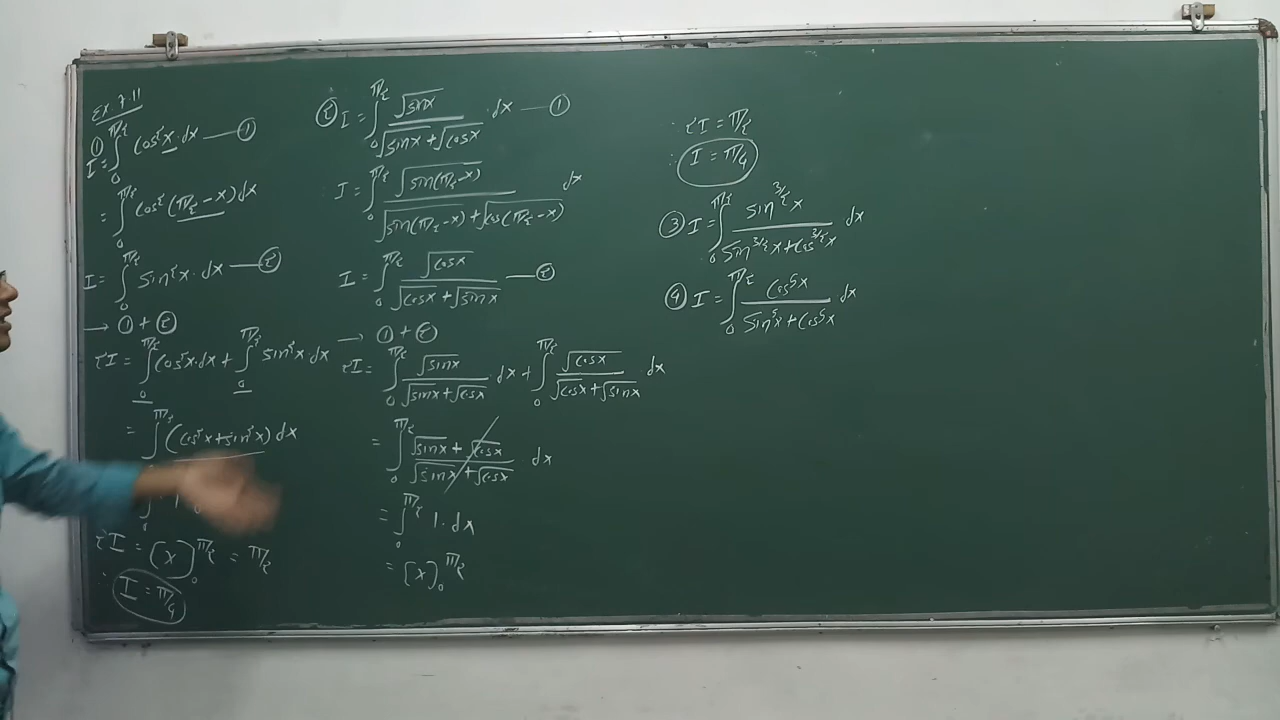 Ex. 7.11
① I = ∫₀^{π/2} cos²x · dx — ①
= ∫₀^{π/2} cos²(π/2 - x) dx
I = ∫₀^{π/2} sin²x · dx — ②
→ ① + ②
2I = ∫₀^{π/2} cos²x · dx + ∫₀^{π/2} sin²x dx
= ∫₀^{π/2} (cos²x + sin²x) dx
2I = [x]₀^{π/2} = π/2
∴ I = π/4
② I = ∫₀^{π/2} √sinx / (√sinx + √cosx) · dx — ①
I = ∫₀^{π/2} √sin(π/2 - x) / (√sin(π/2 - x) + √cos(π/2 - x)) dx
I = ∫₀^{π/2} √cosx / (√cosx + √sinx) — ②
→ ① + ②
2I = ∫₀^{π/2} √sinx / (√sinx + √cosx) · dx + ∫₀^{π/2} √cosx / (√cosx + √sinx) dx
= ∫₀^{π/2} (√sinx + √cosx) / (√sinx + √cosx) · dx
= ∫₀^{π/2} 1 · dx
= [x]₀^{π/2}
∴ 2I = π/2
∴ I = π/4
③ I = ∫₀^{π/2} sin^{3/2}x / (sin^{3/2}x + cos^{3/2}x) dx
④ I = ∫₀^{π/2} cos⁵x / (sin⁵x + cos⁵x) dx